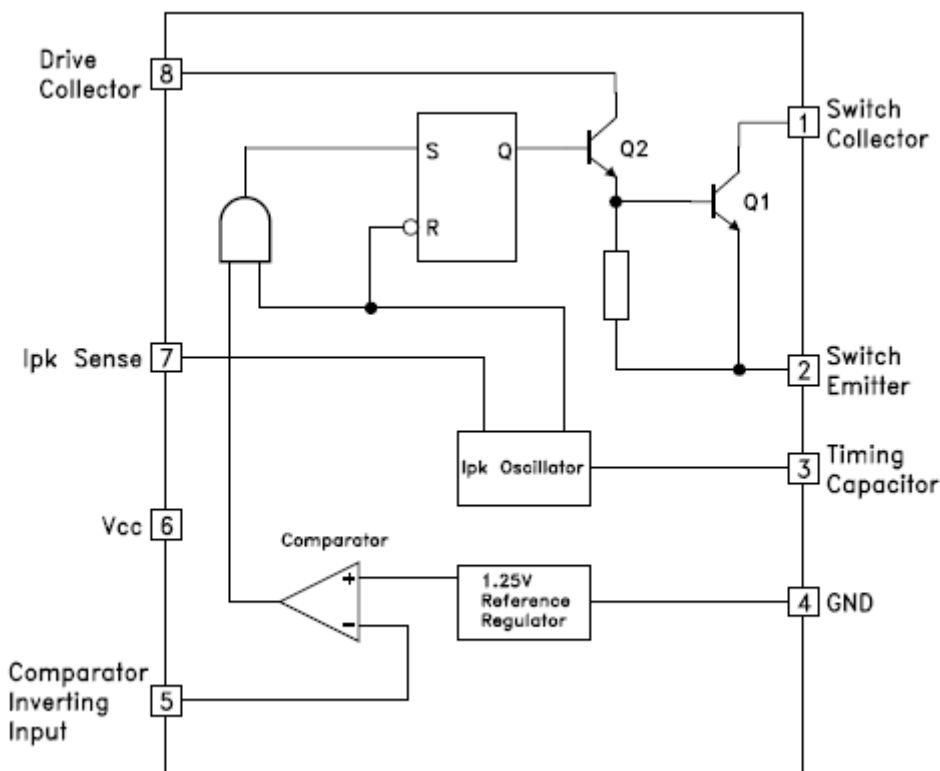 Drive
Collector
8
S
Q
R
Q2
Q1
1
Switch
Collector
Ipk Sense
7
2
Switch
Emitter
Ipk Oscillator
3
Timing
Capacitor
Vcc
6
Comparator
+
−
1.25V
Reference
Regulator
4
GND
Comparator
Inverting
Input
5